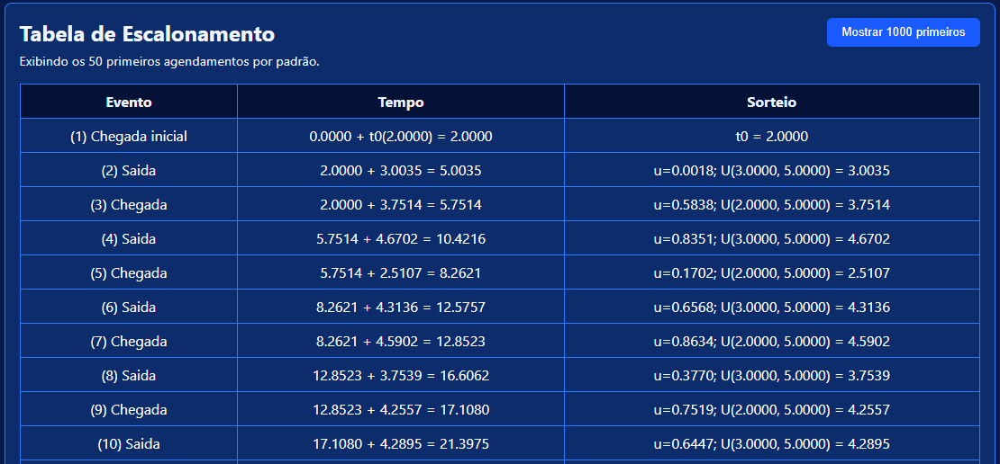 Tabela de Escalonamento
Mostrar 1000 primeiros
Exibindo os 50 primeiros agendamentos por padrão.
Evento Tempo Sorteio
(1) Chegada inicial 0.0000 + t0(2.0000) = 2.0000 t0 = 2.0000
(2) Saida 2.0000 + 3.0035 = 5.0035 u=0.0018; U(3.0000, 5.0000) = 3.0035
(3) Chegada 2.0000 + 3.7514 = 5.7514 u=0.5838; U(2.0000, 5.0000) = 3.7514
(4) Saida 5.7514 + 4.6702 = 10.4216 u=0.8351; U(3.0000, 5.0000) = 4.6702
(5) Chegada 5.7514 + 2.5107 = 8.2621 u=0.1702; U(2.0000, 5.0000) = 2.5107
(6) Saida 8.2621 + 4.3136 = 12.5757 u=0.6568; U(3.0000, 5.0000) = 4.3136
(7) Chegada 8.2621 + 4.5902 = 12.8523 u=0.8634; U(2.0000, 5.0000) = 4.5902
(8) Saida 12.8523 + 3.7539 = 16.6062 u=0.3770; U(3.0000, 5.0000) = 3.7539
(9) Chegada 12.8523 + 4.2557 = 17.1080 u=0.7519; U(2.0000, 5.0000) = 4.2557
(10) Saida 17.1080 + 4.2895 = 21.3975 u=0.6447; U(3.0000, 5.0000) = 4.2895